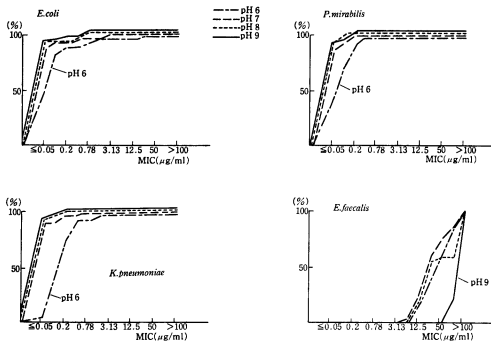 E.coli
(%)
100
50
pH 6
≤0.05 0.2 0.78 3.13 12.5 50 >100
MIC(μg/ml)
pH 6
pH 7
pH 8
pH 9
P.mirabilis
(%)
100
50
pH 6
≤0.05 0.2 0.78 3.13 12.5 50 >100
MIC(μg/ml)
(%)
100
50
K.pneumoniae
pH 6
≤0.05 0.2 0.78 3.13 12.5 50 >100
MIC(μg/ml)
E.faecalis
(%)
100
50
pH 9
≤0.05 0.2 0.78 3.13 12.5 50 >100
MIC(μg/ml)